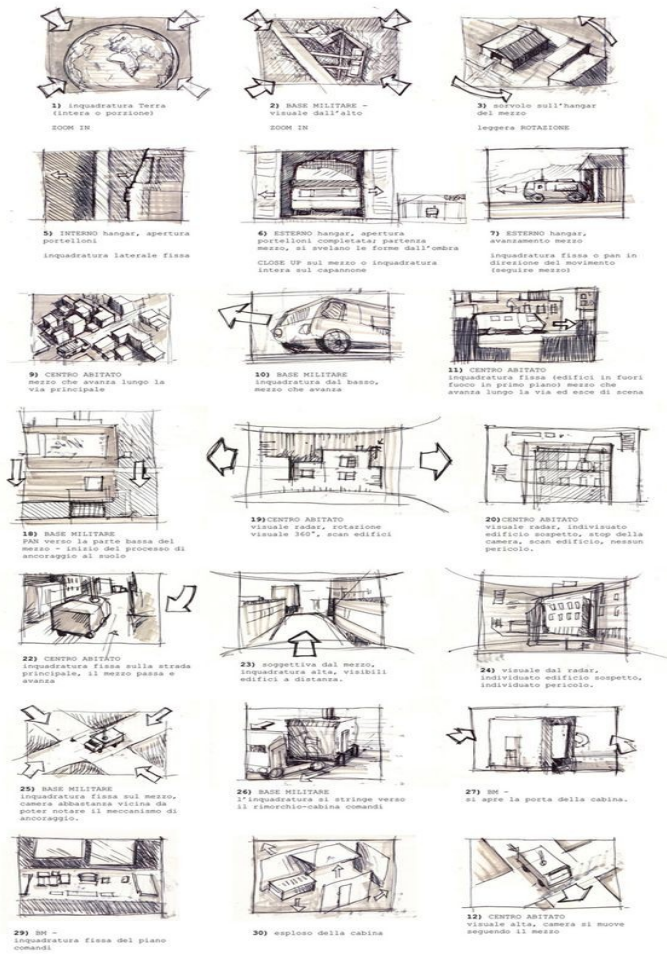 1) inquadratura Terra
(intera o porzione)
ZOOM IN
2) BASE MILITARE -
visuale dall'alto
ZOOM IN
3) sorvolo sull'hangar
del mezzo
leggera ROTAZIONE
5) INTERNO hangar, apertura
portelloni
inquadratura laterale fissa
6) ESTERNO hangar, apertura
portelloni completata; partenza
mezzo, si svelano le forme dall'ombra
CLOSE UP sul mezzo o inquadratura
intera sul capannone
7) ESTERNO hangar,
avanzamento mezzo
inquadratura fissa o pan in
direzione del movimento
(seguire mezzo)
9) CENTRO ABITATO
mezzo che avanza lungo la
via principale
10) BASE MILITARE
inquadratura dal basso,
mezzo che avanza
11) CENTRO ABITATO
inquadratura fissa (edifici in fuori
fuoco in primo piano) mezzo che
avanza lungo la via ed esce di scena
18) BASE MILITARE
PAN verso la parte bassa del
mezzo - inizio del processo di
ancoraggio al suolo
19)CENTRO ABITATO
visuale radar, rotazione
visuale 360°, scan edifici
20)CENTRO ABITATO
visuale radar, indivisuato
edificio sospetto, stop della
camera, scan edificio, nessun
pericolo.
22) CENTRO ABITATO
inquadratura fissa sulla strada
principale, il mezzo passa e
avanza
23) soggettiva dal mezzo,
inquadratura alta, visibili
edifici a distanza.
24) visuale dal radar,
individuato edificio sospetto,
individuato pericolo.
25) BASE MILITARE
inquadratura fissa sul mezzo,
camera abbastanza vicina da
poter notare il meccanismo di
ancoraggio.
26) BASE MILITARE
l'inquadratura si stringe verso
il rimorchio-cabina comandi
27) BM -
si apre la porta della cabina.
29) BM -
inquadratura fissa del piano
comandi
30) esploso della cabina
12) CENTRO ABITATO
visuale alta, camera si muove
seguendo il mezzo